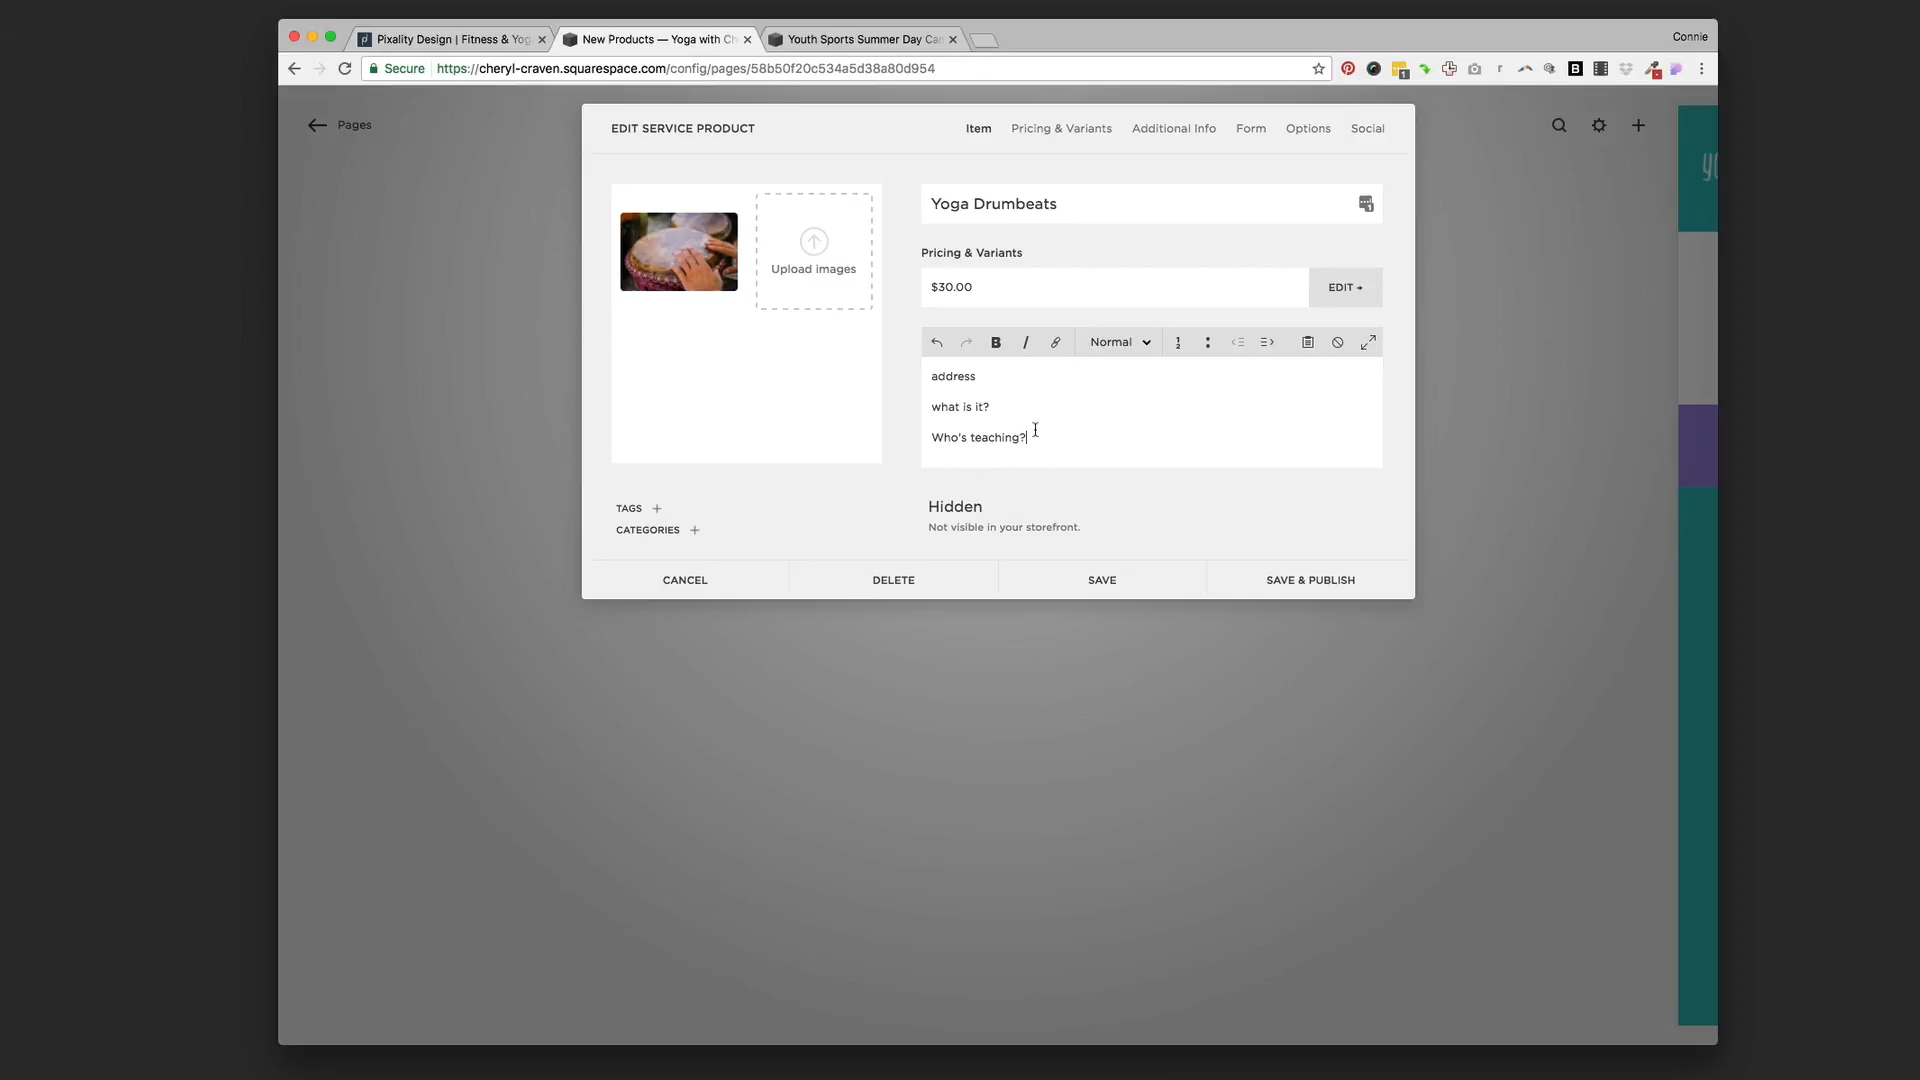 Pixality Design | Fitness & Yog
New Products — Yoga with Ch
Youth Sports Summer Day Can
Connie
Secure
https://cheryl-craven.squarespace.com/config/pages/58b50f20c534a5d38a80d954
Pages
EDIT SERVICE PRODUCT
Item
Pricing & Variants
Additional Info
Form
Options
Social
Upload images
Yoga Drumbeats
Pricing & Variants
$30.00
EDIT
B
I
Normal
address
what is it?
Who's teaching?
TAGS +
CATEGORIES +
Hidden
Not visible in your storefront.
CANCEL
DELETE
SAVE
SAVE & PUBLISH